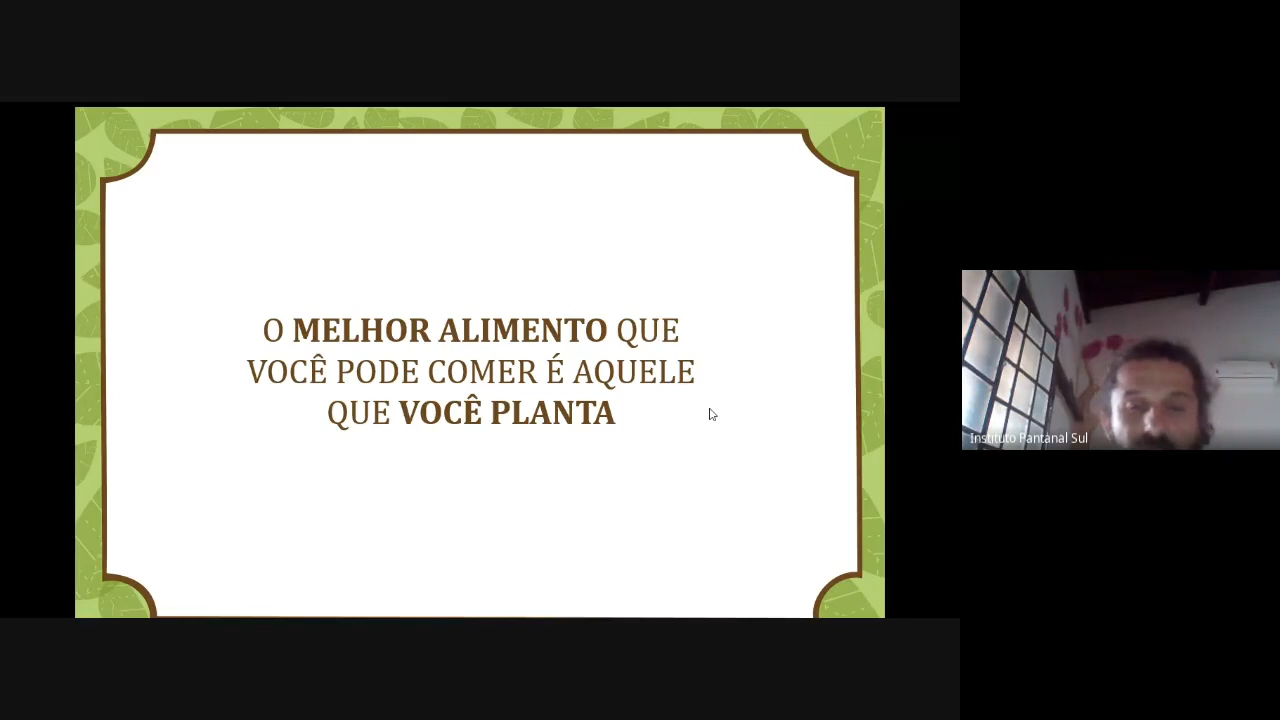 O MELHOR ALIMENTO QUE
VOCÊ PODE COMER É AQUELE
QUE VOCÊ PLANTA
Instituto Pantanal Sul